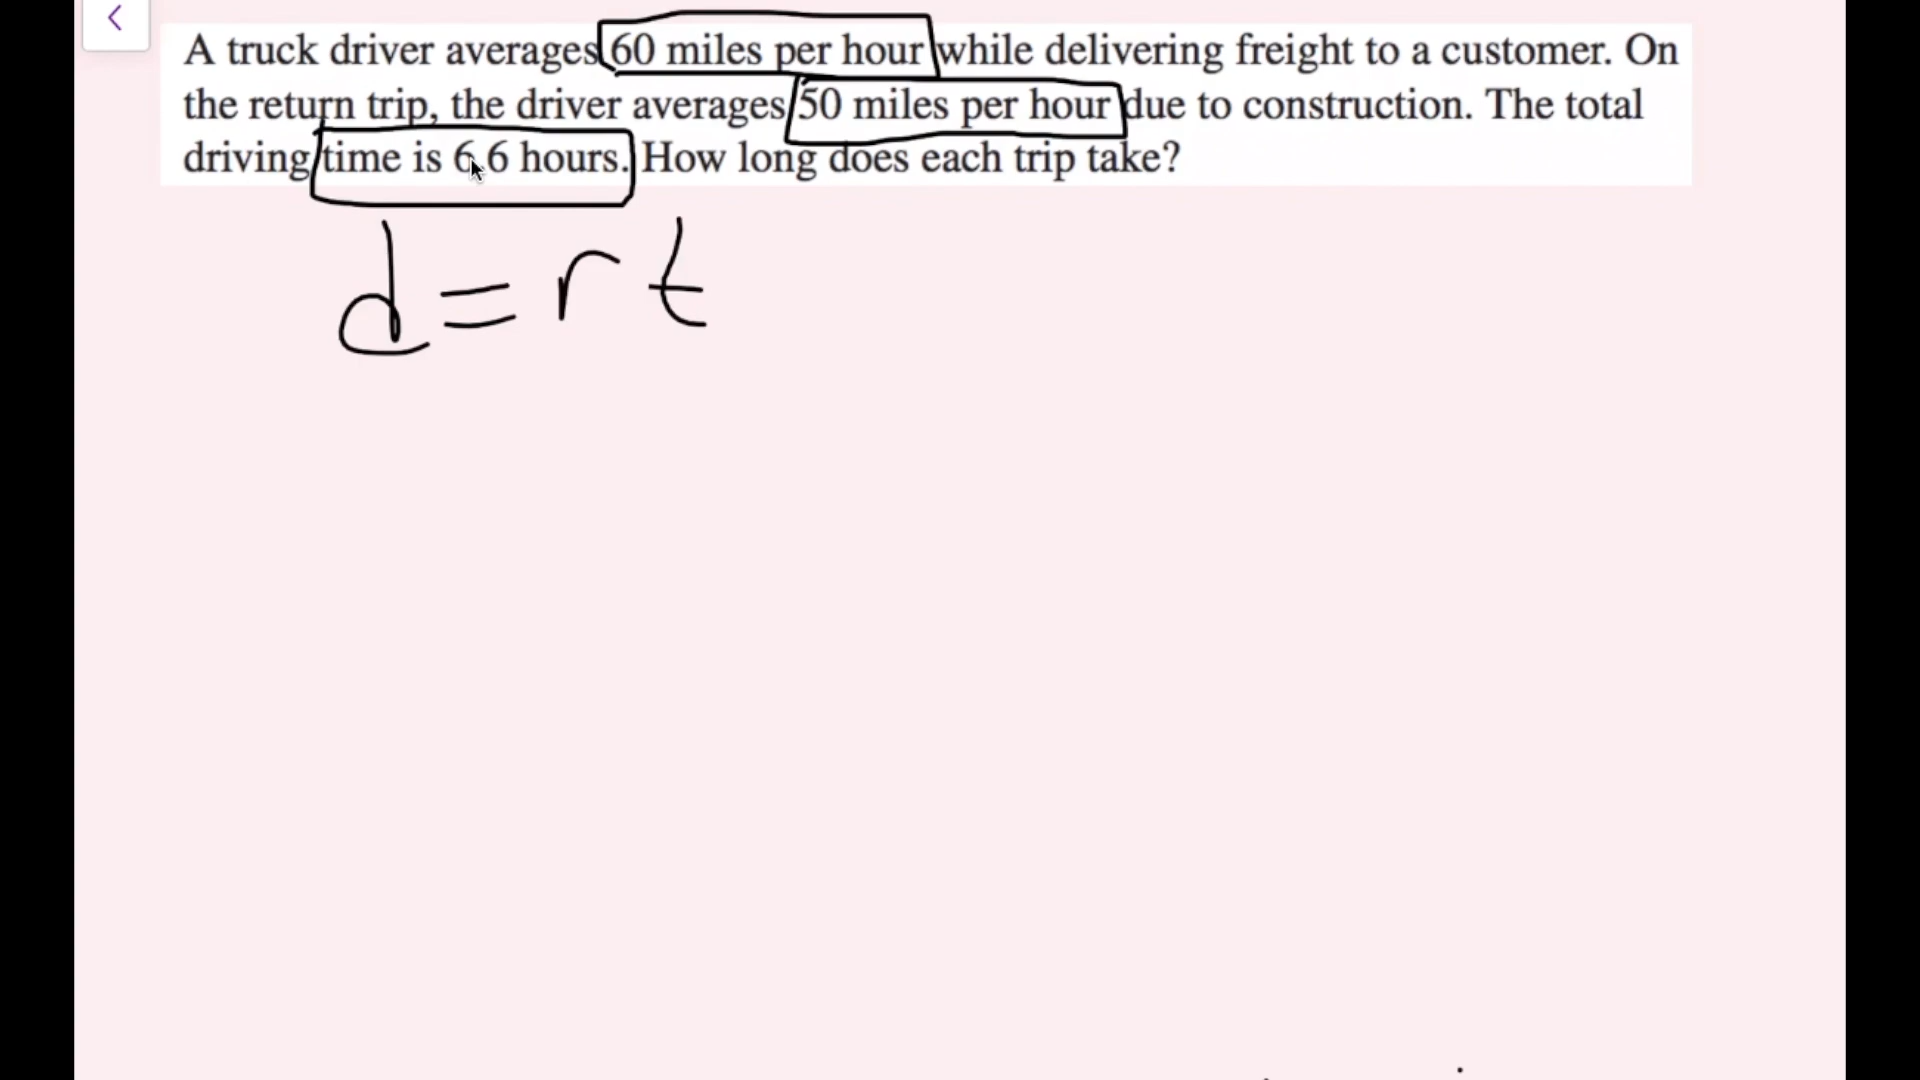 A truck driver averages 60 miles per hour while delivering freight to a customer. On
the return trip, the driver averages 50 miles per hour due to construction. The total
driving time is 6.6 hours. How long does each trip take?
d = r t